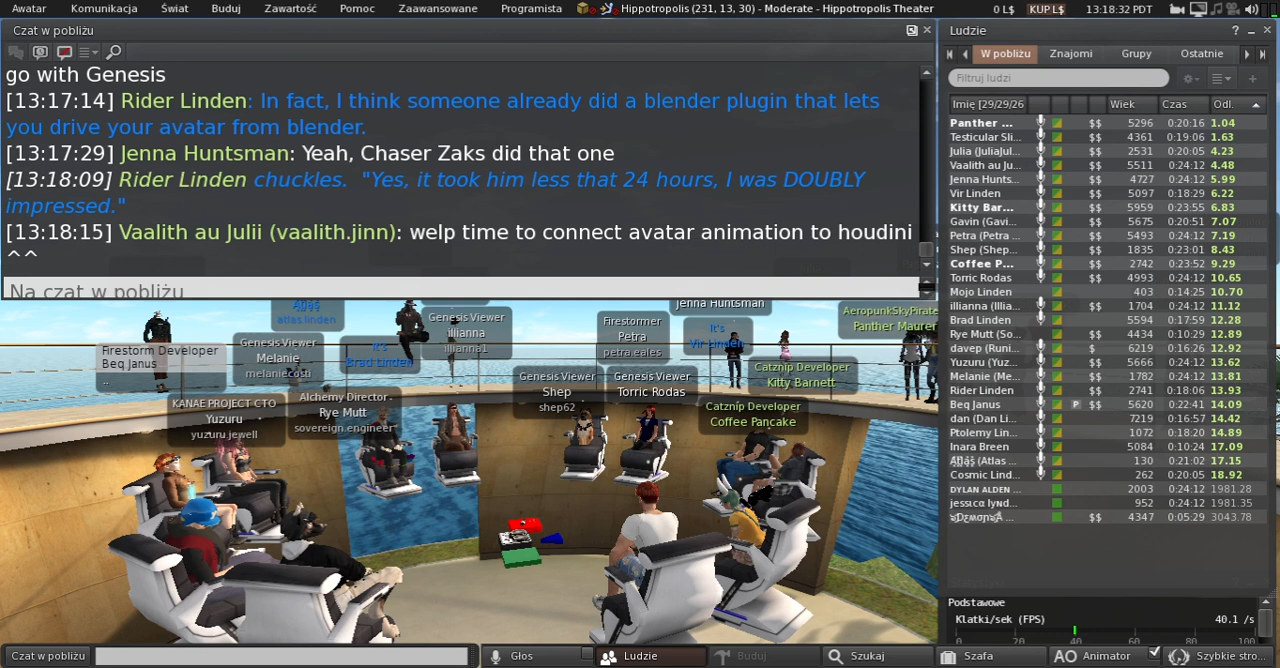 Awatar Komunikacja Świat Buduj Zawartość Pomoc Zaawansowane Programista Hippotropolis (231, 13, 30) - Moderate - Hippotropolis Theater 0 L$ KUP L$ 13:18:32 PDT
Czat w pobliżu
go with Genesis
[13:17:14] Rider Linden: In fact, I think someone already did a blender plugin that lets
you drive your avatar from blender.
[13:17:29] Jenna Huntsman: Yeah, Chaser Zaks did that one
[13:18:09] Rider Linden chuckles. "Yes, it took him less that 24 hours, I was DOUBLY
impressed."
[13:18:15] Vaalith au Julii (vaalith.jinn): welp time to connect avatar animation to houdini
^^
Na czat w pobliżu
Atlas
atlas.linden
Jenna Huntsman
Genesis Viewer
illianna
illianna1
Firestormer
Petra
petra.eales
It's
Vir Linden
AeropunkSkyPirate
Panther Maurer
Firestorm Developer
Beq Janus
..
Genesis Viewer
Melanie
melaniecosti
It's
Brad Linden
Catznip Developer
Kitty Barnett
Genesis Viewer
Shep
shep62
Genesis Viewer
Torric Rodas
KANAE PROJECT CTO
Yuzuru
yuzuru.jewell
Alchemy Director
Rye Mutt
sovereign.engineer
Catznip Developer
Coffee Pancake
Ludzie
? _ ×
W pobliżu Znajomi Grupy Ostatnie
Filtruj ludzi
Imię [29/29/26 Wiek Czas Odl.
Panther ... $$ 5296 0:20:16 1.04
Testicular Sli... $$ 4361 0:19:06 1.63
Julia (JuliaJul... $$ 2531 0:20:05 4.23
Vaalith au Ju... $$ 5511 0:24:12 4.48
Jenna Hunts... $$ 4727 0:24:12 5.99
Vir Linden 5097 0:18:29 6.22
Kitty Bar... $$ 5959 0:23:55 6.83
Gavin (Gavi... $$ 5675 0:20:51 7.07
Petra (Petra ... $$ 5493 0:24:12 7.19
Shep (Shep... $$ 1835 0:23:01 8.43
Coffee P... $$ 2742 0:23:52 9.29
Torric Rodas $$ 4993 0:24:12 10.65
Mojo Linden 403 0:14:25 10.70
illianna (Illia... $$ 1704 0:24:12 11.12
Brad Linden 5594 0:17:59 12.28
Rye Mutt (So... $$ 4434 0:10:29 12.89
davep (Runi... $$ 6219 0:16:26 12.92
Yuzuru (Yuz... $$ 5666 0:24:12 13.62
Melanie (Me... $$ 1782 0:24:12 13.81
Rider Linden $$ 2741 0:18:06 13.93
Beq Janus P $$ 5620 0:22:41 14.09
dan (Dan Li... 7219 0:16:57 14.42
Ptolemy Lin... 1072 0:18:20 14.89
Inara Breen 5084 0:10:24 17.09
(Atlas ... 130 0:21:02 17.15
Cosmic Lind... 262 0:20:05 18.92
ᴅʏʟᴀɴ ᴀʟᴅᴇɴ ... 2003 0:24:12 1981.28
jessica lynd... 952 0:24:12 1981.35
$$ 4347 0:05:29 3043.78
Podstawowe
Klatki/sek (FPS) 40.1 /s
0 20 40 60 80 100
Czat w pobliżu Głos Ludzie Buduj Szukaj Szafa AO Animator Szybkie stro...